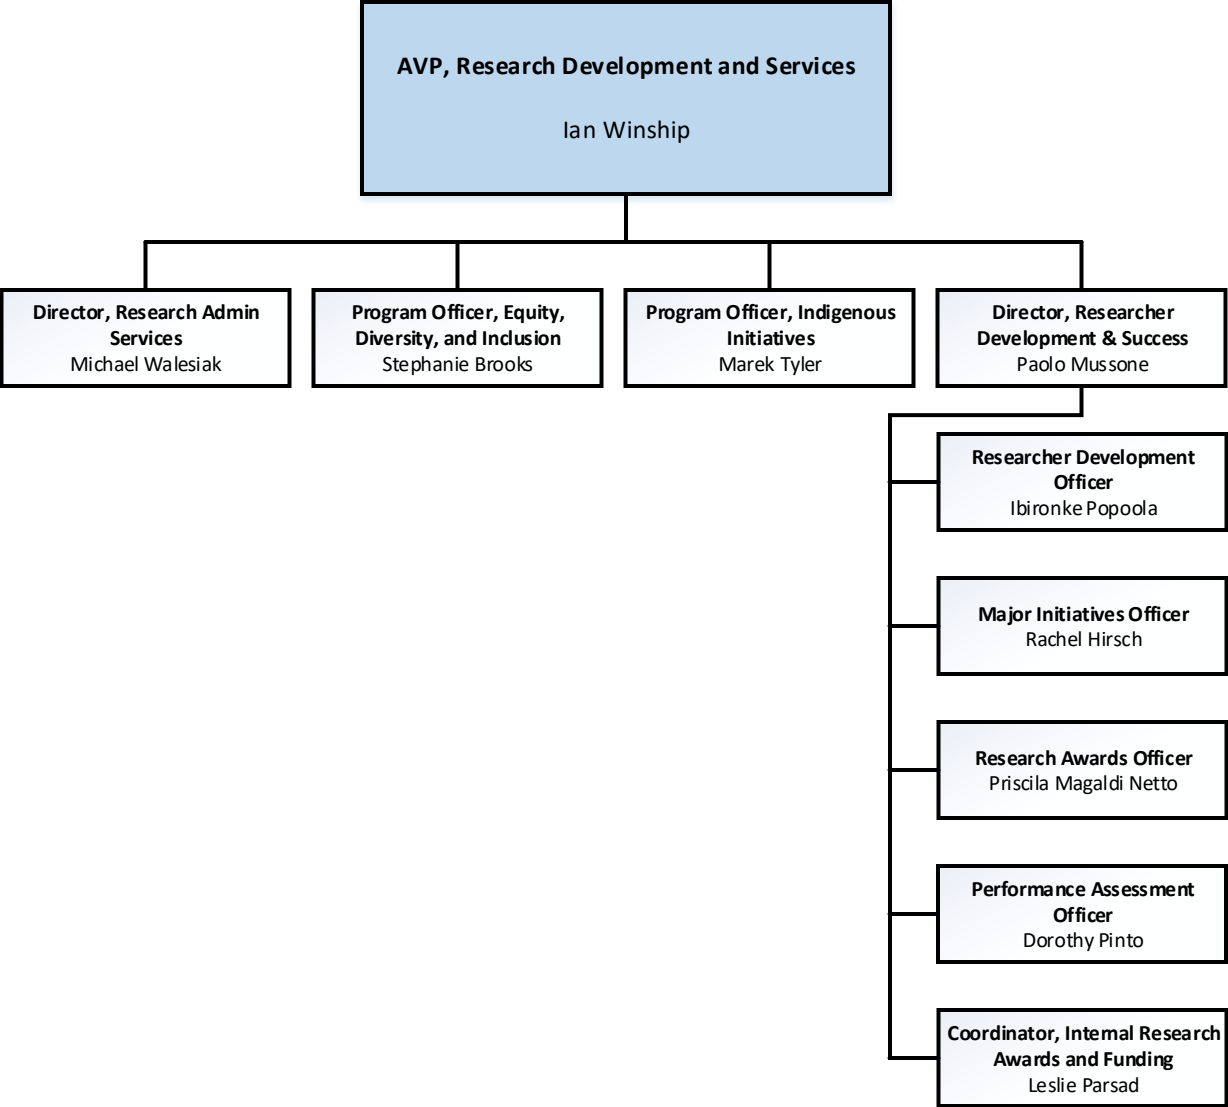 AVP, Research Development and Services
Ian Winship
Director, Research Admin
Services
Michael Walesiak
Program Officer, Equity,
Diversity, and Inclusion
Stephanie Brooks
Program Officer, Indigenous
Initiatives
Marek Tyler
Director, Researcher
Development & Success
Paolo Mussone
Researcher Development
Officer
Ibironke Popoola
Major Initiatives Officer
Rachel Hirsch
Research Awards Officer
Priscila Magaldi Netto
Performance Assessment
Officer
Dorothy Pinto
Coordinator, Internal Research
Awards and Funding
Leslie Parsad